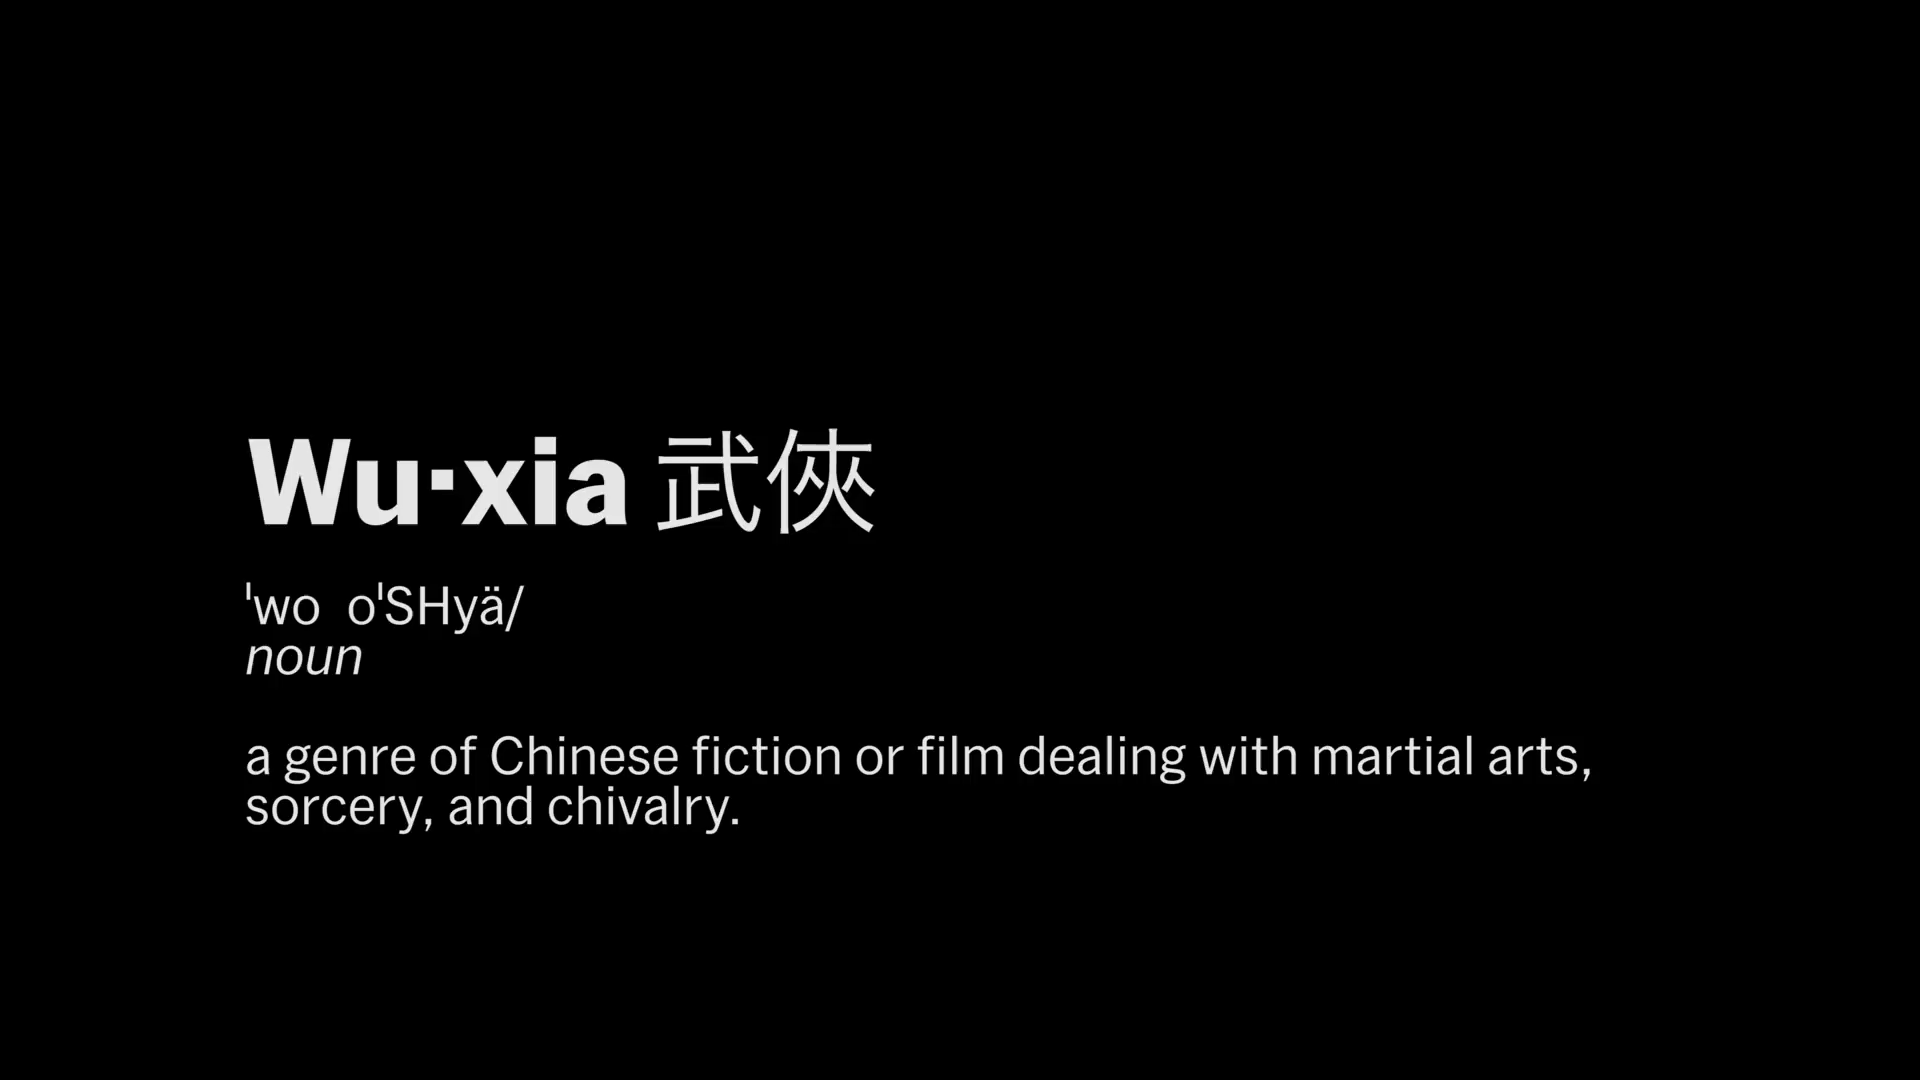 Wu·xia 武俠
ˈwo  oˈSHyä/
noun
a genre of Chinese fiction or film dealing with martial arts,
sorcery, and chivalry.